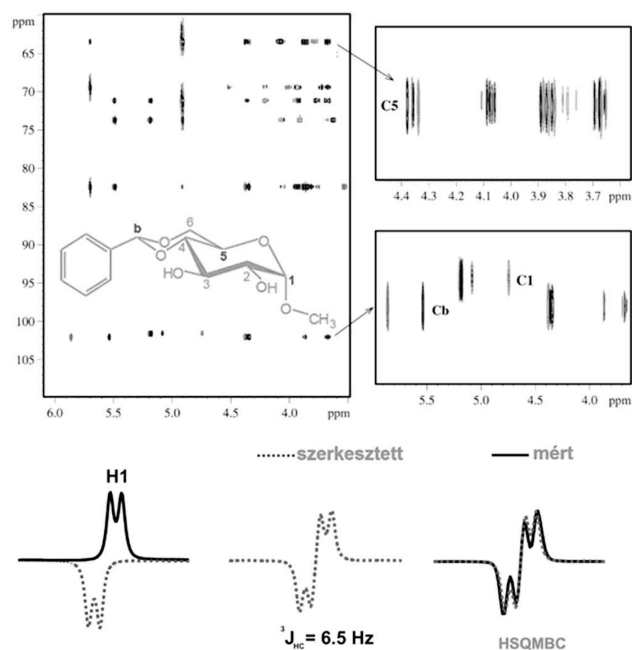 ppm
65
70
75
80
85
90
95
100
105
6.0 5.5 5.0 4.5 4.0 ppm
b
O
O
6
4
5
O
HO
3
2
OH
1
O
CH₃
C5
4.4 4.3 4.2 4.1 4.0 3.9 3.8 3.7 ppm
C1
Cb
5.5 5.0 4.5 4.0 ppm
szerkesztett mért
H1
³J_HC = 6.5 Hz
HSQMBC